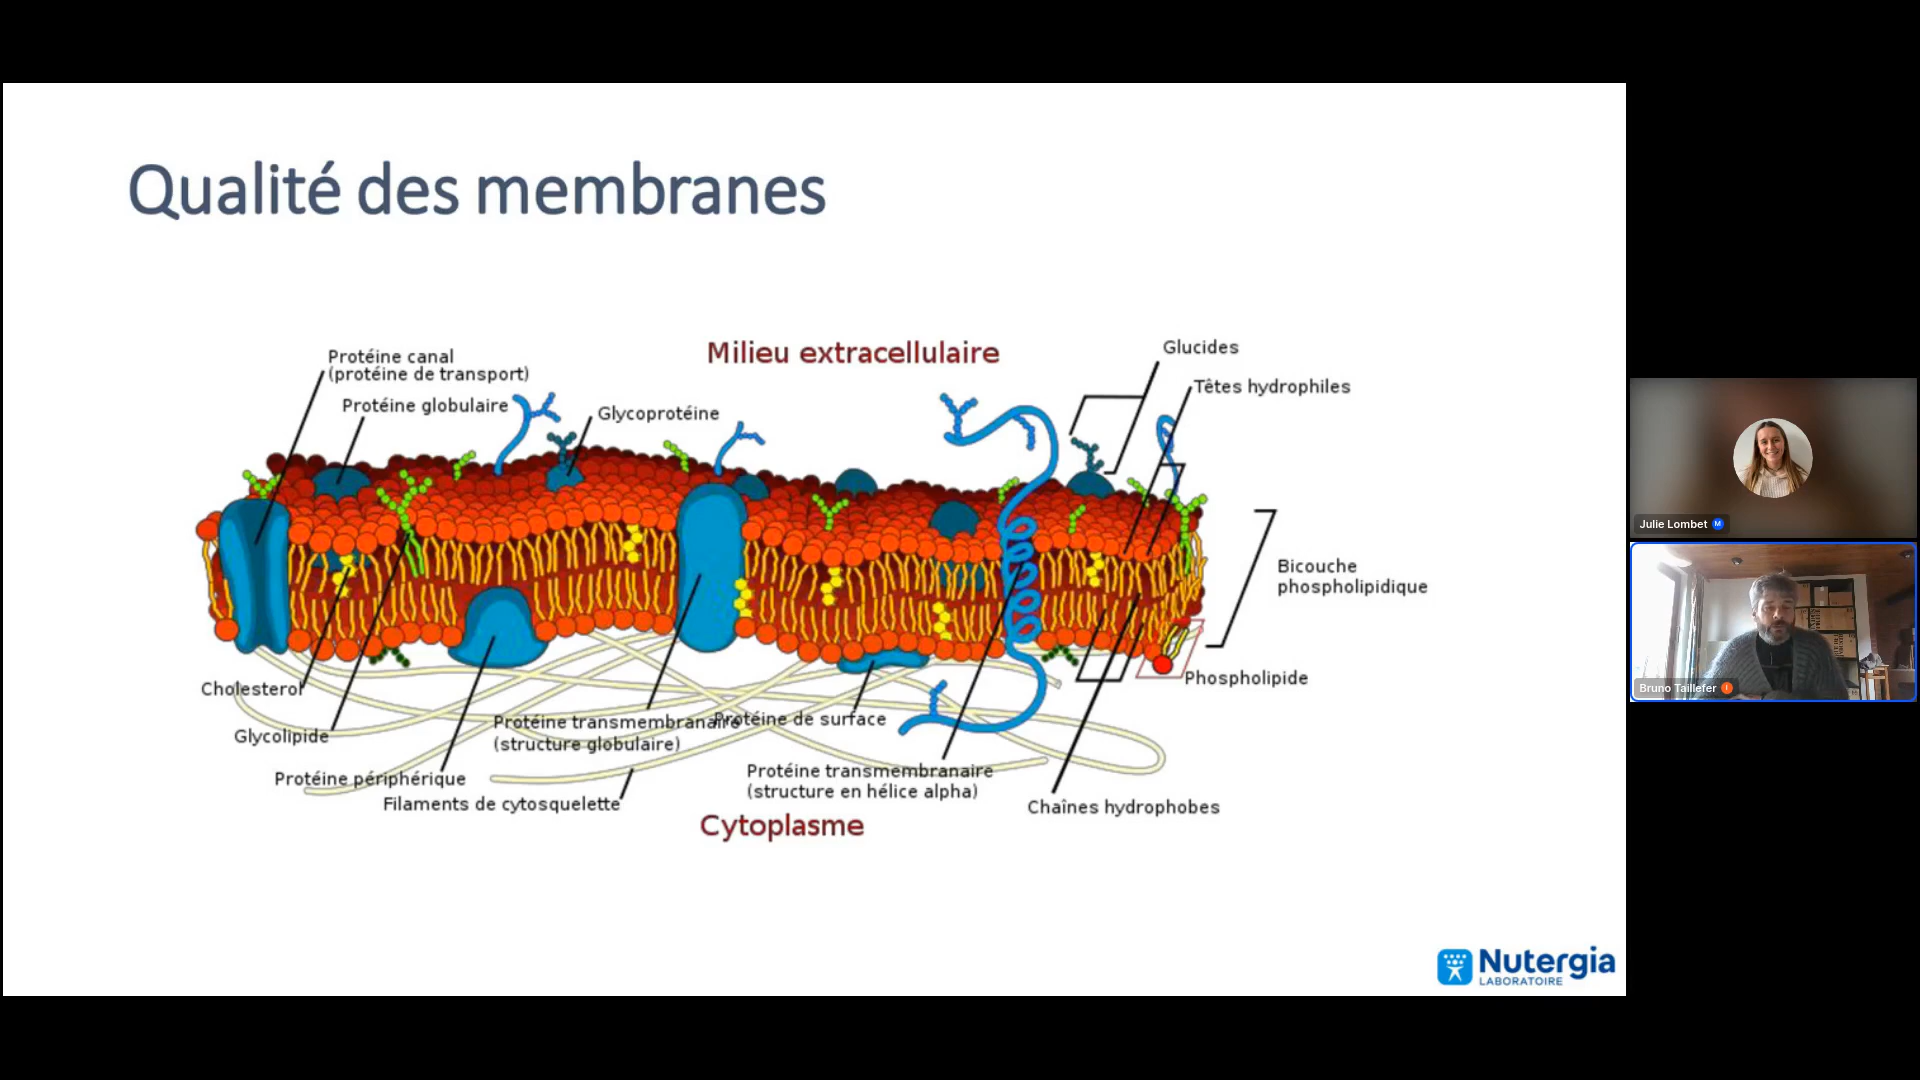 Qualité des membranes
Milieu extracellulaire
Protéine canal
(protéine de transport)
Protéine globulaire
Glycoprotéine
Glucides
Têtes hydrophiles
Bicouche
phospholipidique
Phospholipide
Cholesterol
Glycolipide
Protéine transmembranaire
(structure globulaire)
Protéine de surface
Protéine périphérique
Filaments de cytosquelette
Protéine transmembranaire
(structure en hélice alpha)
Chaînes hydrophobes
Cytoplasme
Nutergia
LABORATOIRE
Julie Lombet M
Bruno Taillefer I